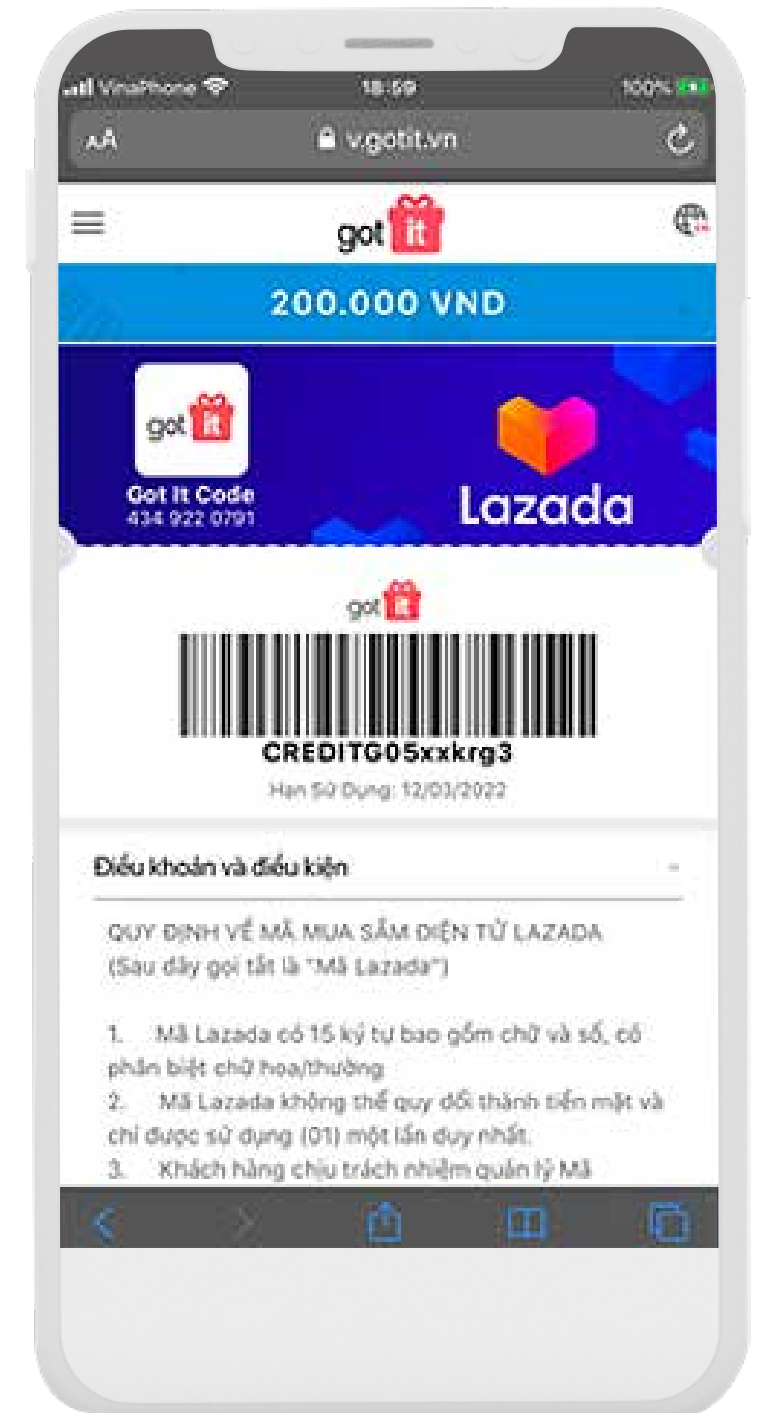 VinaPhone 18:59 100%
AA v.gotit.vn
got it
200.000 VND
got it
Got It Code
434 922 0791
Lazada
got it
CREDITG05xxkrg3
Hạn Sử Dụng: 12/03/2022
Điều khoản và điều kiện
QUY ĐỊNH VỀ MÃ MUA SẮM ĐIỆN TỬ LAZADA
(Sau đây gọi tắt là "Mã Lazada")
1. Mã Lazada có 15 ký tự bao gồm chữ và số, có
phân biệt chữ hoa/thường
2. Mã Lazada không thể quy đổi thành tiền mặt và
chỉ được sử dụng (01) một lần duy nhất.
3. Khách hàng chịu trách nhiệm quản lý Mã